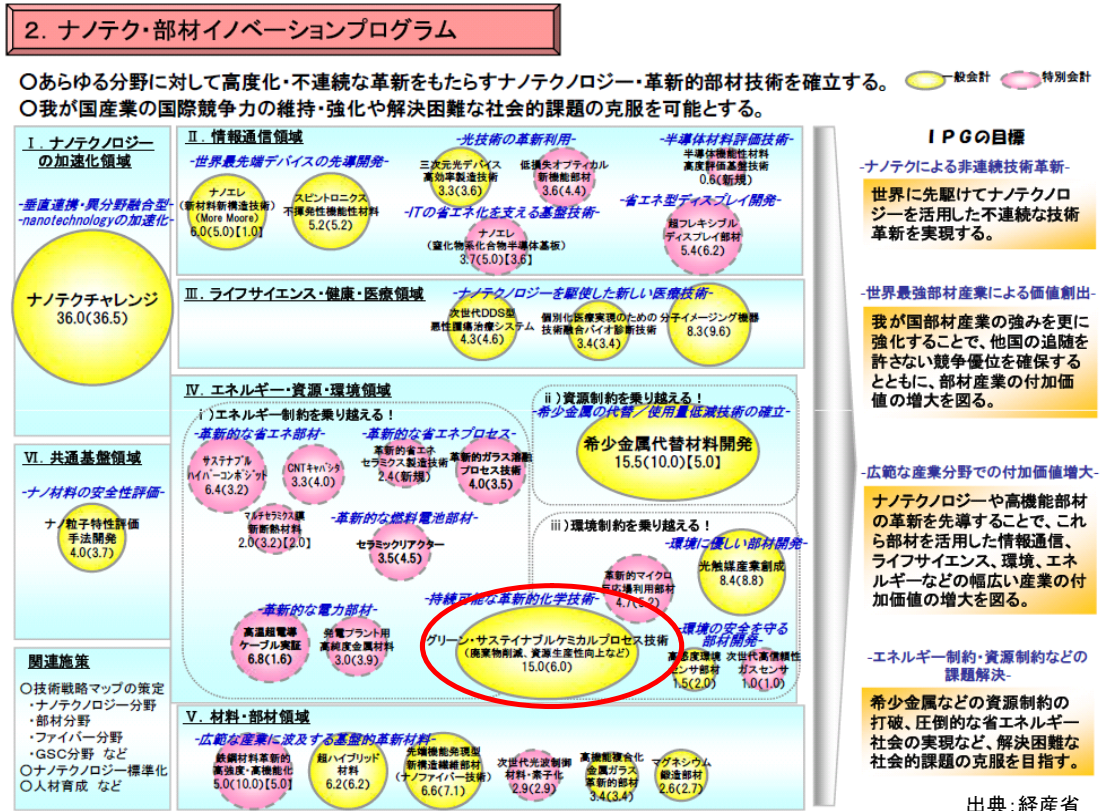 2．ナノテク・部材イノベーションプログラム
○あらゆる分野に対して高度化・不連続な革新をもたらすナノテクノロジー・革新的部材技術を確立する。
○我が国産業の国際競争力の維持・強化や解決困難な社会的課題の克服を可能とする。
一般会計
特別会計
Ⅰ．ナノテクノロジー
の加速化領域
-垂直連携・異分野融合型-
-nanotechnologyの加速化-
ナノテクチャレンジ
36.0(36.5)
Ⅱ．情報通信領域
-世界最先端デバイスの先導開発-
ナノエレ
(新材料新構造技術)
(More Moore)
6.0(5.0)【1.0】
スピントロニクス
不揮発性機能性材料
5.2(5.2)
-光技術の革新利用-
三次元光デバイス
高効率製造技術
3.3(3.6)
低損失オプティカル
新機能部材
3.6(4.4)
-半導体材料評価技術-
半導体機能性材料
高度評価基盤技術
0.6(新規)
-ITの省エネ化を支える基盤技術-
ナノエレ
(窒化物系化合物半導体基板)
3.7(5.0)【3.6】
-省エネ型ディスプレイ開発-
超フレキシブル
ディスプレイ部材
5.4(6.2)
Ⅲ．ライフサイエンス・健康・医療領域
-ナノテクノロジーを駆使した新しい医療技術-
次世代DDS型
悪性腫瘍治療システム
4.3(4.6)
個別化医療実現のための
技術融合バイオ診断技術
3.4(3.4)
分子イメージング機器
8.3(9.6)
Ⅳ．エネルギー・資源・環境領域
ⅰ)エネルギー制約を乗り越える！
-革新的な省エネ部材-
サステナブル
ハイパーコンポジット
6.4(3.2)
CNTキャパシタ
3.3(4.0)
マルチセラミクス膜
新断熱材料
2.0(3.2)【2.0】
-革新的な省エネプロセス-
革新的省エネ
セラミクス製造技術
2.4(新規)
革新的ガラス溶融
プロセス技術
4.0(3.5)
-革新的な燃料電池部材-
セラミックリアクター
3.5(4.5)
-革新的な電力部材-
高温超電導
ケーブル実証
6.8(1.6)
発電プラント用
高純度金属材料
3.0(3.9)
ⅱ)資源制約を乗り越える！
-希少金属の代替／使用量低減技術の確立-
希少金属代替材料開発
15.5(10.0)【5.0】
ⅲ)環境制約を乗り越える！
-環境に優しい部材開発-
革新的マイクロ
反応場利用部材
4.7(5.2)
光触媒産業創成
8.4(8.8)
-持続可能な革新的化学技術-
グリーン・サステイナブルケミカルプロセス技術
(廃棄物削減、資源生産性向上など)
15.0(6.0)
-環境の安全を守る
部材開発-
高感度環境
センサ部材
1.5(2.0)
次世代高信頼性
ガスセンサ
1.0(1.0)
Ⅴ．材料・部材領域
-広範な産業に波及する基盤的革新材料-
鉄鋼材料革新的
高強度・高機能化
5.0(10.0)【5.0】
超ハイブリッド
材料
6.2(6.2)
先端機能発現型
新構造繊維部材
(ナノファイバー技術)
6.6(7.1)
次世代光波制御
材料・素子化
2.9(2.9)
高機能複合化
金属ガラス
革新的部材
3.4(3.4)
マグネシウム
鍛造部材
2.6(2.7)
Ⅵ．共通基盤領域
-ナノ材料の安全性評価-
ナノ粒子特性評価
手法開発
4.0(3.7)
関連施策
○技術戦略マップの策定
・ナノテクノロジー分野
・部材分野
・ファイバー分野
・GSC分野 など
○ナノテクノロジー標準化
○人材育成 など
ＩＰＧの目標
-ナノテクによる非連続技術革新-
世界に先駆けてナノテクノロ
ジーを活用した不連続な技術
革新を実現する。
-世界最強部材産業による価値創出-
我が国部材産業の強みを更に
強化することで、他国の追随を
許さない競争優位を確保する
とともに、部材産業の付加価
値の増大を図る。
-広範な産業分野での付加価値増大-
ナノテクノロジーや高機能部材
の革新を先導することで、これ
ら部材を活用した情報通信、
ライフサイエンス、環境、エネ
ルギーなどの幅広い産業の付
加価値の増大を図る。
-エネルギー制約・資源制約などの
課題解決-
希少金属などの資源制約の
打破、圧倒的な省エネルギー
社会の実現など、解決困難な
社会的課題の克服を目指す。
出典：経産省